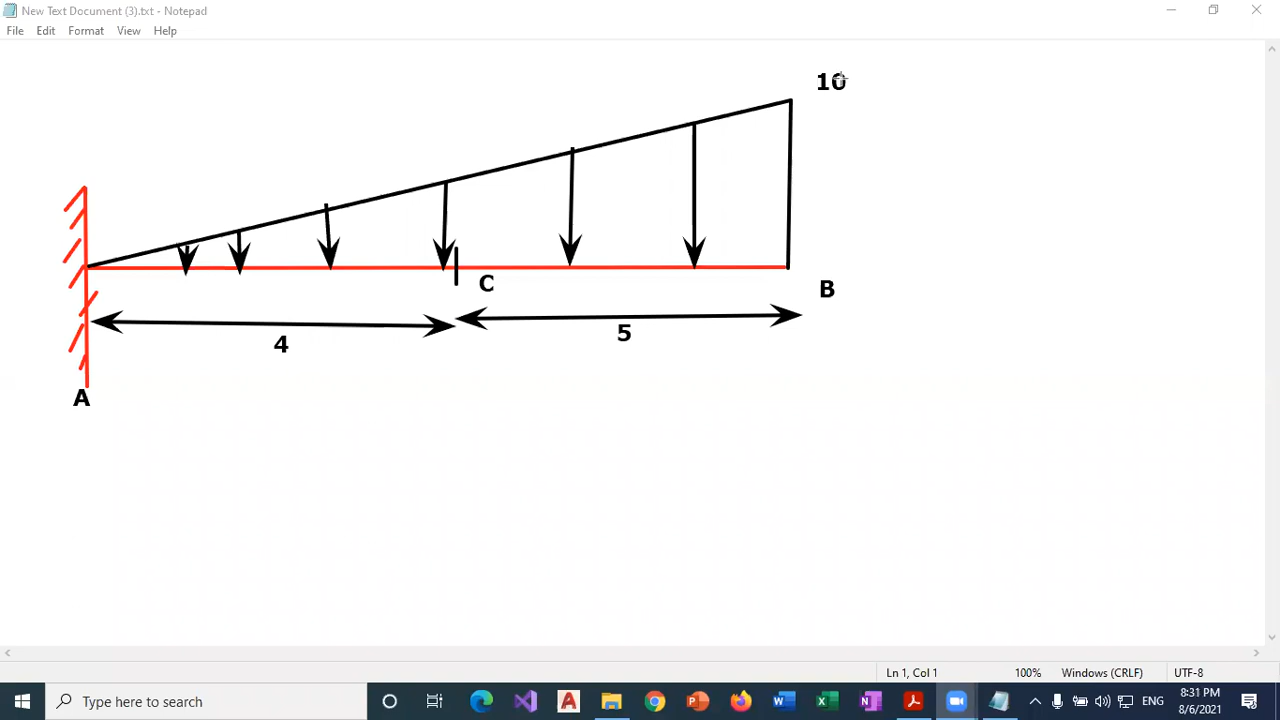 New Text Document (3).txt - Notepad
File Edit Format View Help
10
C
B
4
5
A
Ln 1, Col 1 100% Windows (CRLF) UTF-8
Type here to search
ENG
8:31 PM
8/6/2021